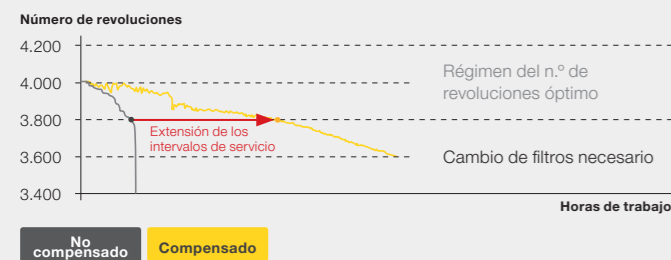 Número de revoluciones
4.200
4.000
3.800
3.600
3.400
Régimen del n.º de
revoluciones óptimo
Extensión de los
intervalos de servicio
Cambio de filtros necesario
Horas de trabajo
No
compensado
Compensado